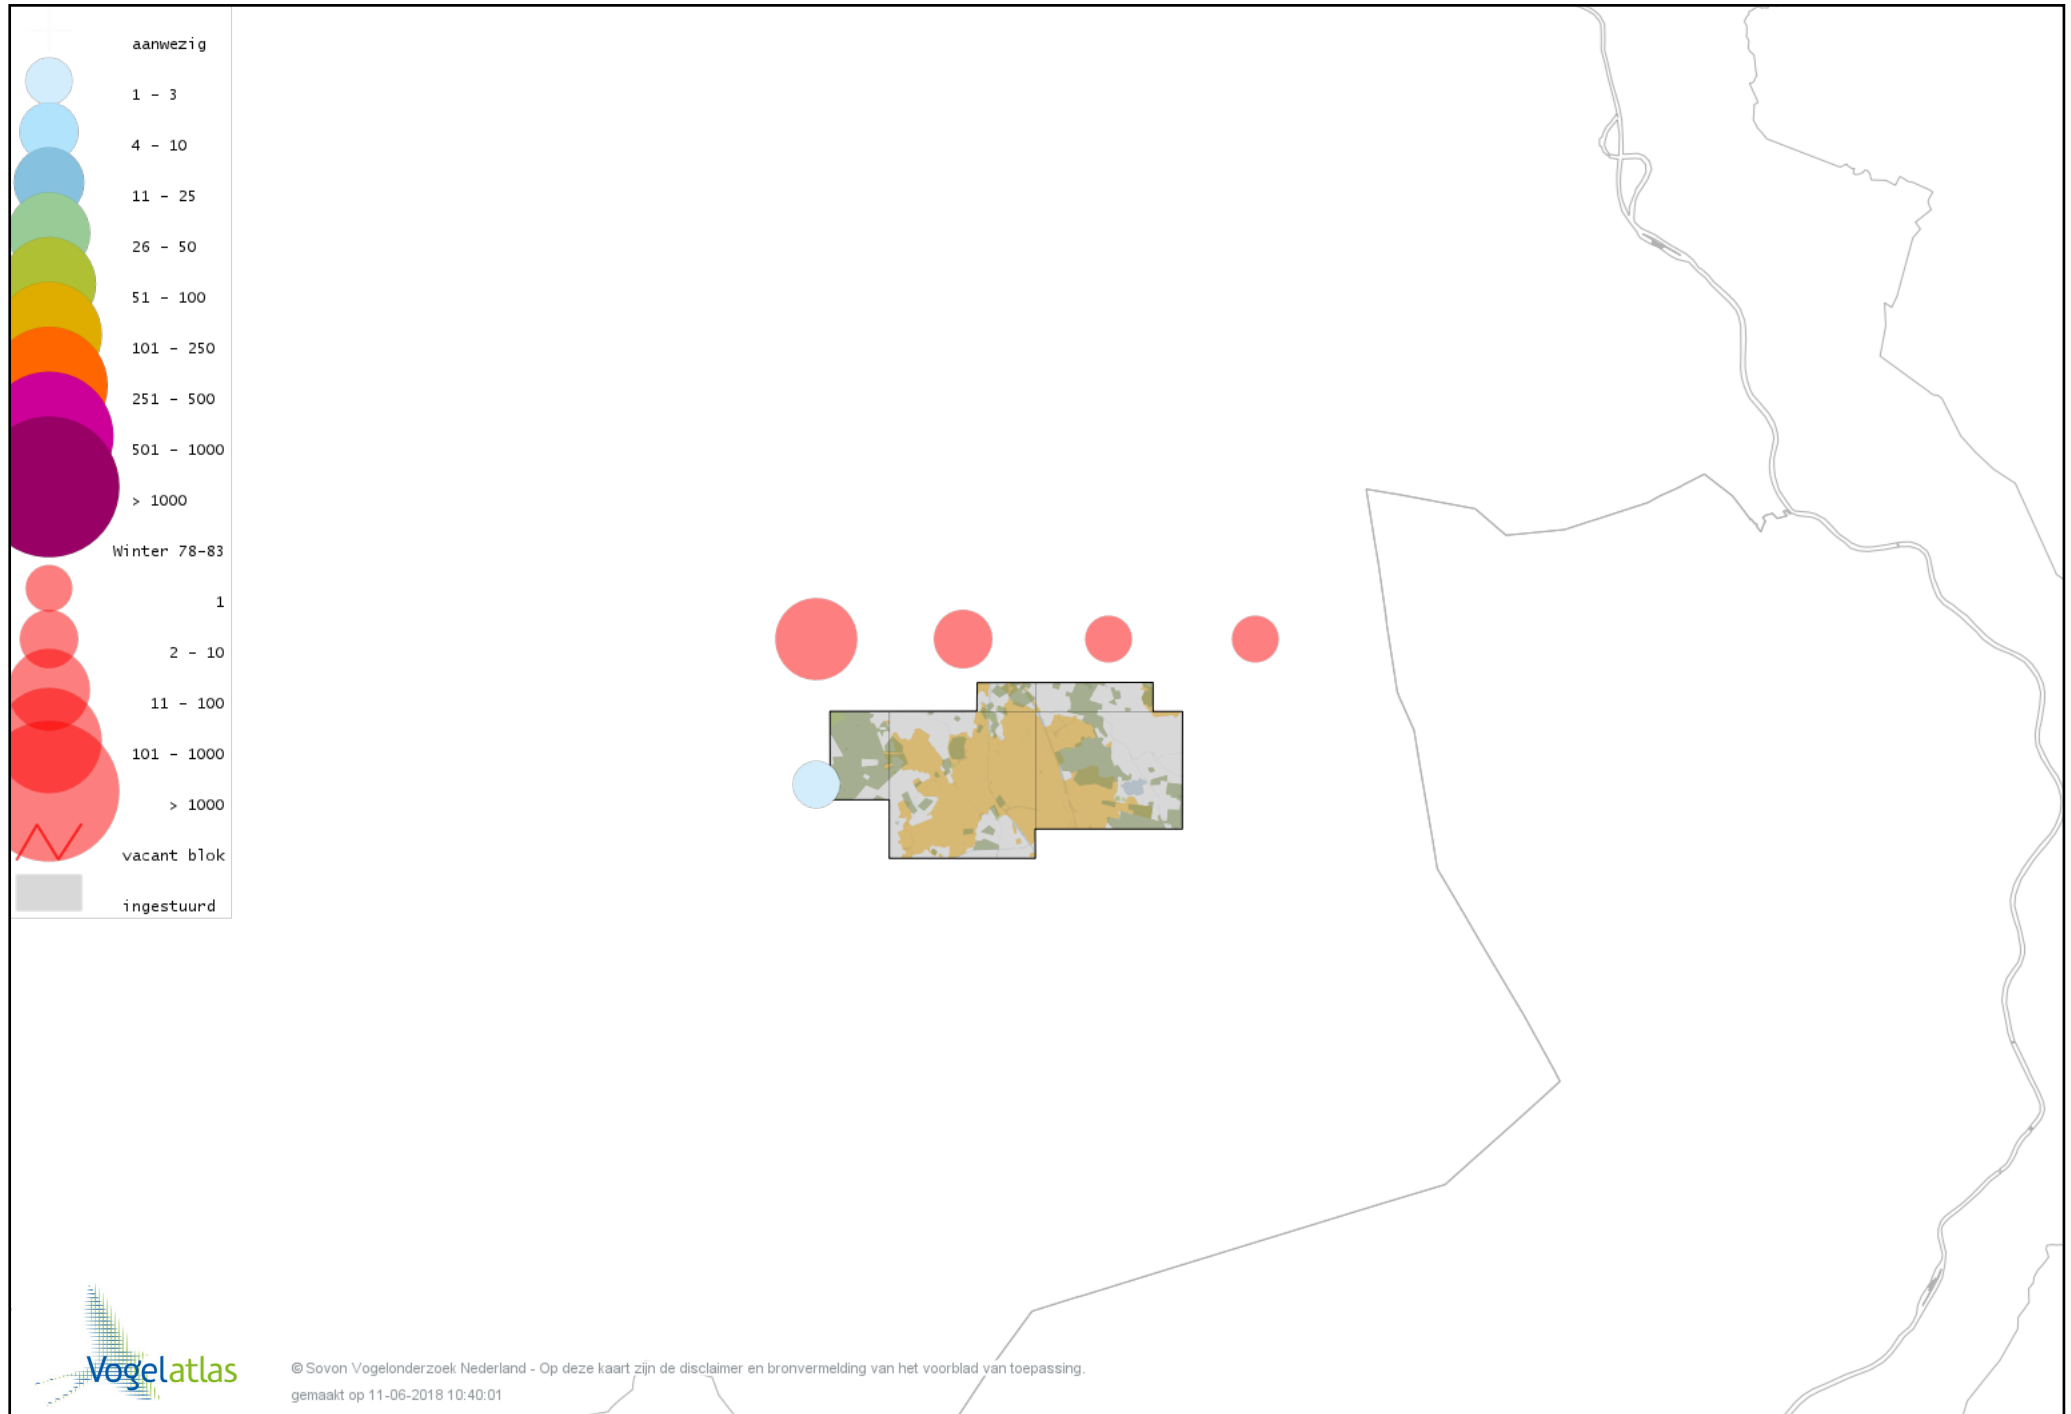 aanwezig
1 - 3
4 - 10
11 - 25
26 - 50
51 - 100
101 - 250
251 - 500
501 - 1000
> 1000
Winter 78-83
1
2 - 10
11 - 100
101 - 1000
> 1000
vacant blok
ingestuurd
Vogelatlas
© Sovon Vogelonderzoek Nederland - Op deze kaart zijn de disclaimer en bronvermelding van het voorblad van toepassing.
gemaakt op 11-06-2018 10:40:01